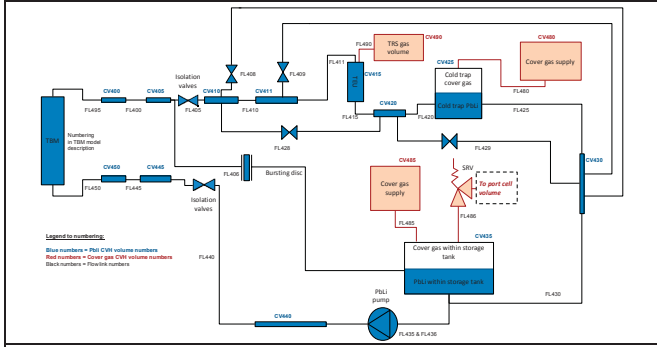 FL408
FL409
FL490
CV490
TRS gas
volume
CV425
CV480
Cover gas supply
FL411
CV415
TRU
Cold trap
cover gas
Cold trap PbLi
FL480
Isolation
valves
CV400
CV405
CV410
CV411
CV420
FL495
FL400
FL405
FL410
FL415
FL420
FL425
TBM
Numbering
in TBM model
description
FL428
FL429
CV430
CV450
CV445
FL406
Bursting disc
CV485
Cover gas
supply
SRV
To port cell
volume
FL450
FL445
Isolation
valves
FL485
FL486
Legend to numbering:
Blue numbers = Pbli CVH volume numbers
Red numbers = Cover gas CVH volume numbers
Black numbers = Flow link numbers
FL440
CV435
Cover gas within storage
tank
PbLi within storage tank
FL430
PbLi
pump
CV440
FL435 & FL436